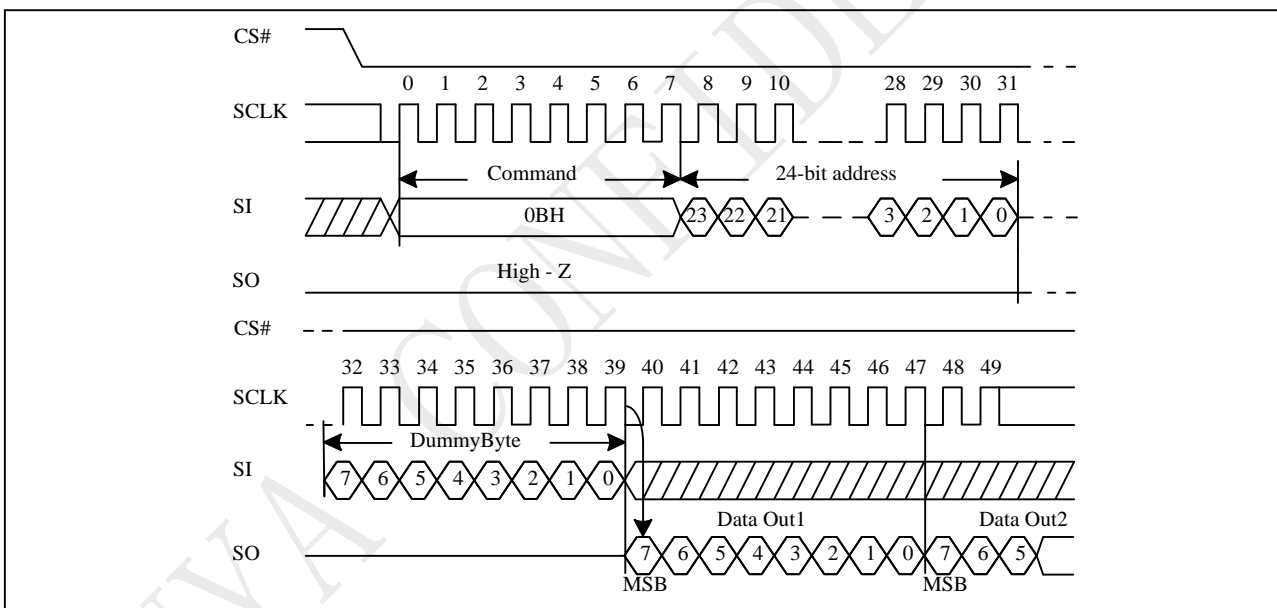 CS#
0 1 2 3 4 5 6 7 8 9 10 28 29 30 31
SCLK
Command 24-bit address
SI 0BH 23 22 21 3 2 1 0
High - Z
SO
CS#
32 33 34 35 36 37 38 39 40 41 42 43 44 45 46 47 48 49
SCLK
DummyByte
SI 7 6 5 4 3 2 1 0
Data Out1 Data Out2
SO 7 6 5 4 3 2 1 0 7 6 5
MSB MSB